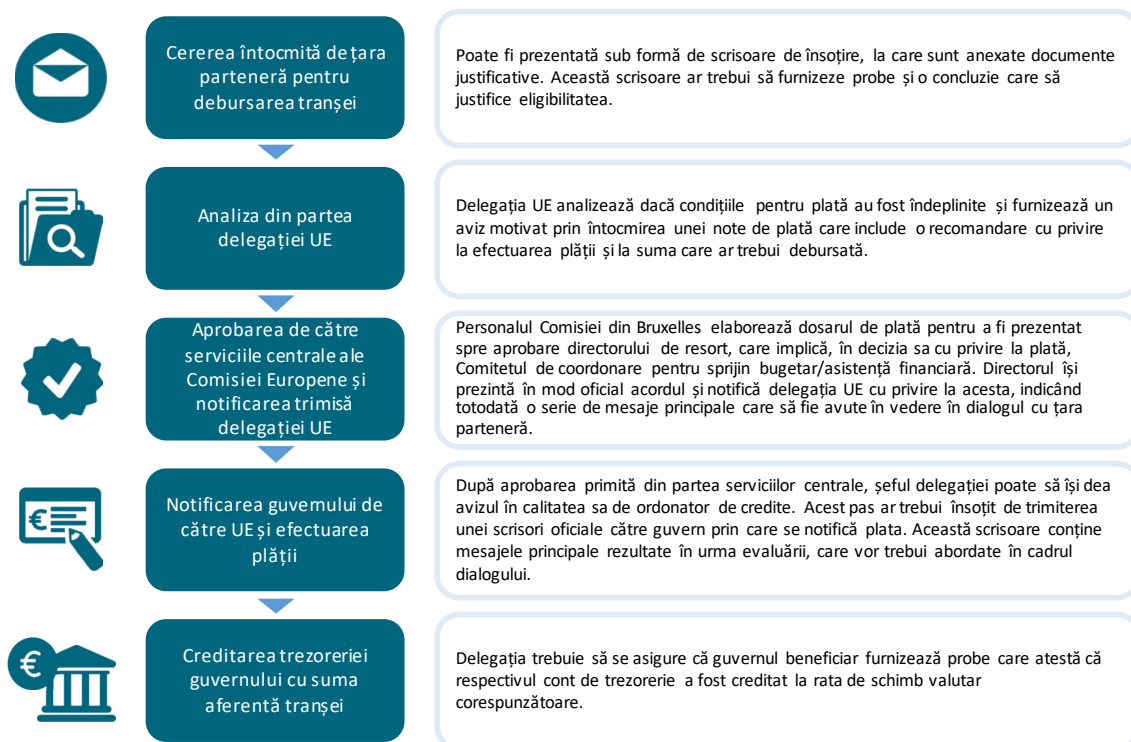 Cererea întocmită de țara
parteneră pentru
debursarea tranșei
Poate fi prezentată sub formă de scrisoare de însoțire, la care sunt anexate documente
justificative. Această scrisoare ar trebui să furnizeze probe și o concluzie care să
justifice eligibilitatea.
Analiza din partea
delegației UE
Delegația UE analizează dacă condițiile pentru plată au fost îndeplinite și furnizează un
aviz motivat prin întocmirea unei note de plată care include o recomandare cu privire
la efectuarea plății și la suma care ar trebui debursată.
Aprobarea de către
serviciile centrale ale
Comisiei Europene și
notificarea trimisă
delegației UE
Personalul Comisiei din Bruxelles elaborează dosarul de plată pentru a fi prezentat
spre aprobare directorului de resort, care implică, în decizia sa cu privire la plată,
Comitetul de coordonare pentru sprijin bugetar/asistență financiară. Directorul își
prezintă în mod oficial acordul și notifică delegația UE cu privire la acesta, indicând
totodată o serie de mesaje principale care să fie avute în vedere în dialogul cu țara
parteneră.
Notificarea guvernului de
către UE și efectuarea
plății
După aprobarea primită din partea serviciilor centrale, șeful delegației poate să își dea
avizul în calitatea sa de ordonator de credite. Acest pas ar trebui însoțit de trimiterea
unei scrisori oficiale către guvern prin care se notifică plata. Această scrisoare conține
mesajele principale rezultate în urma evaluării, care vor trebui abordate în cadrul
dialogului.
€
Creditarea trezoreriei
guvernului cu suma
aferentă tranșei
Delegația trebuie să se asigure că guvernul beneficiar furnizează probe care atestă că
respectivul cont de trezorerie a fost creditat la rata de schimb valutar
corespunzătoare.
€